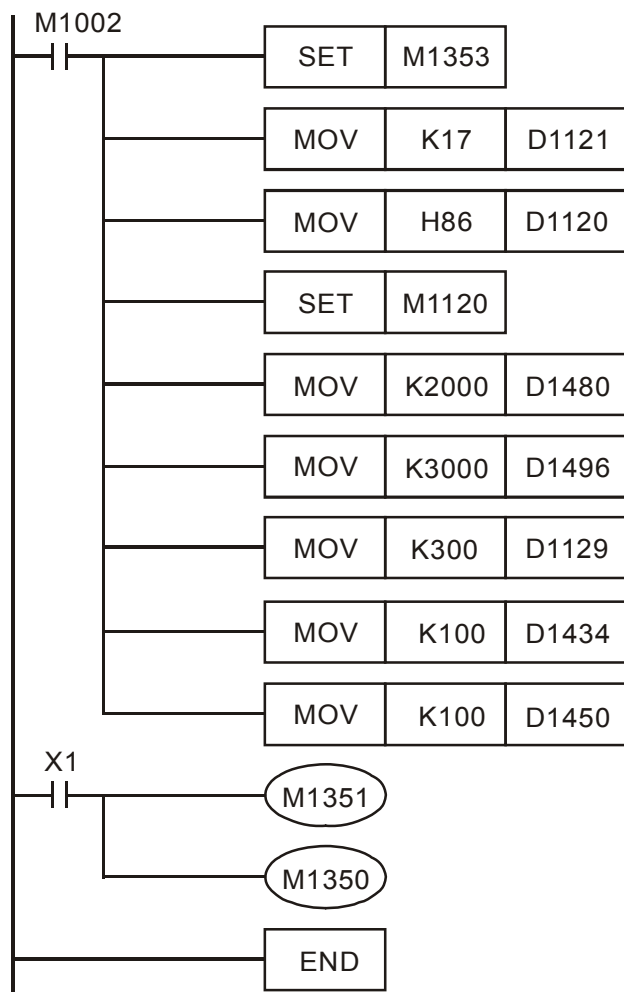 M1002
SET M1353
MOV K17 D1121
MOV H86 D1120
SET M1120
MOV K2000 D1480
MOV K3000 D1496
MOV K300 D1129
MOV K100 D1434
MOV K100 D1450
X1
M1351
M1350
END